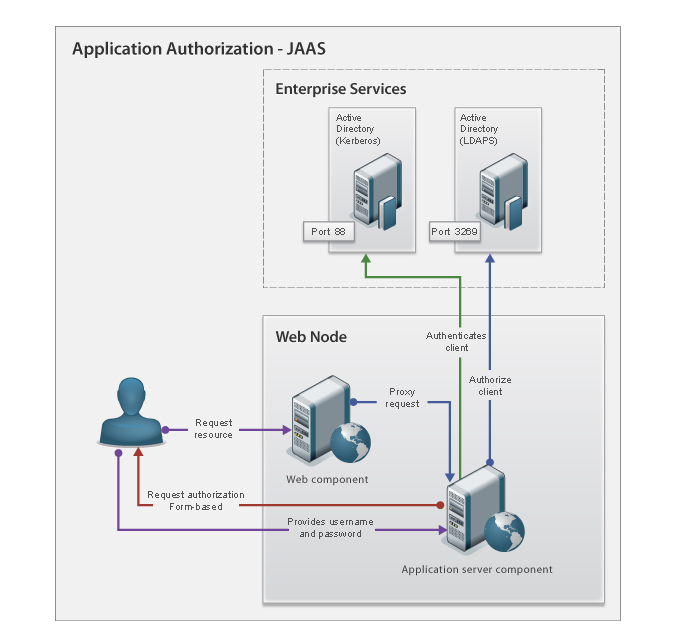 Application Authorization - JAAS
Enterprise Services
Active
Directory
(Kerberos)
Active
Directory
(LDAPS)
Port 88
Port 3269
Web Node
Authenticates
client
Authorize
client
Proxy
request
Request
resource
Web component
Request authorization
Form-based
Provides username
and password
Application server component